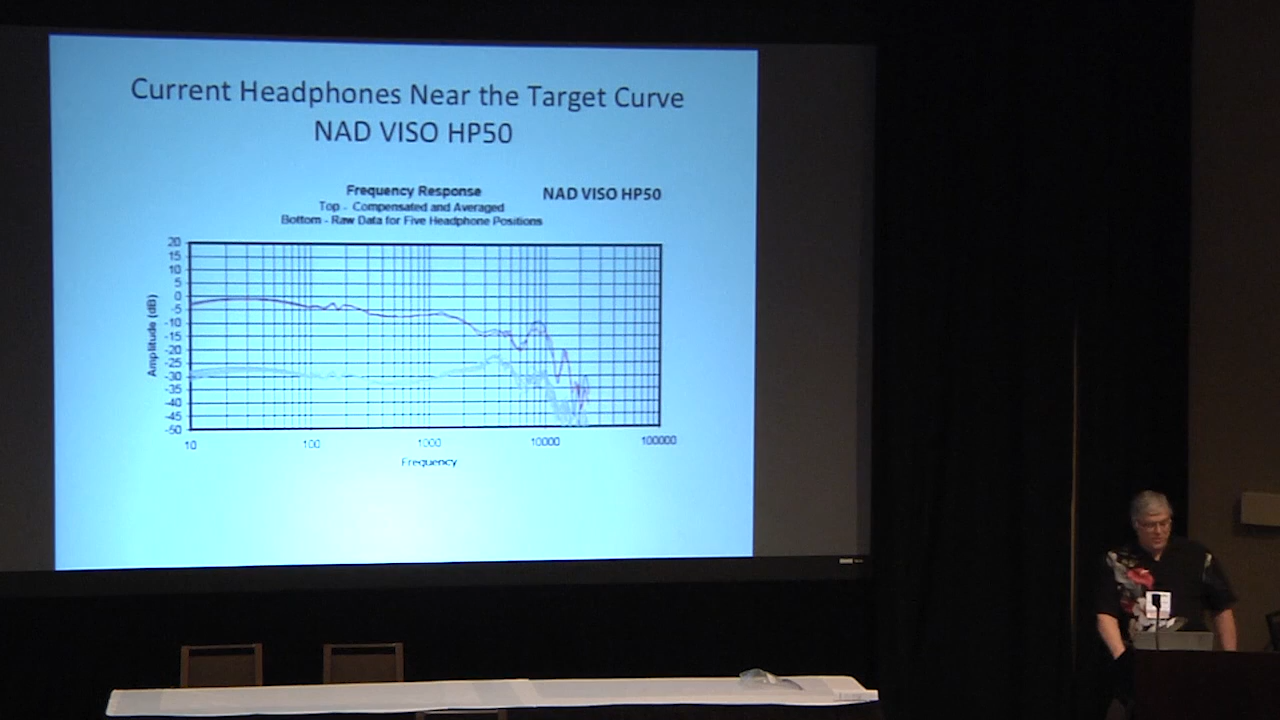 Current Headphones Near the Target Curve
NAD VISO HP50
Frequency Response
NAD VISO HP50
Top - Compensated and Averaged
Bottom - Raw Data for Five Headphone Positions
20
15
10
5
0
-5
-10
-15
-20
-25
-30
-35
-40
-45
-50
Amplitude (dB)
10
100
1000
10000
100000
Frequency